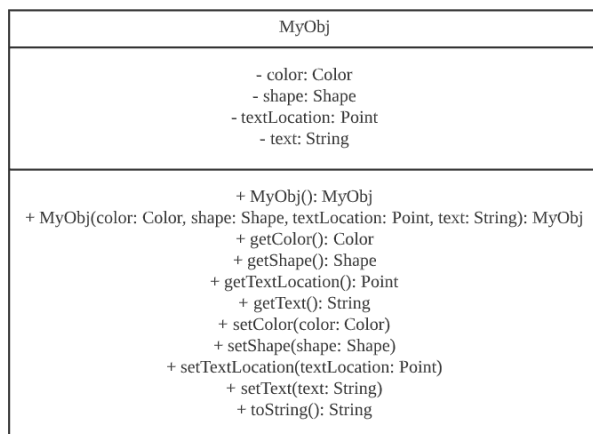 MyObj
- color: Color
- shape: Shape
- textLocation: Point
- text: String
+ MyObj(): MyObj
+ MyObj(color: Color, shape: Shape, textLocation: Point, text: String): MyObj
+ getColor(): Color
+ getShape(): Shape
+ getTextLocation(): Point
+ getText(): String
+ setColor(color: Color)
+ setShape(shape: Shape)
+ setTextLocation(textLocation: Point)
+ setText(text: String)
+ toString(): String